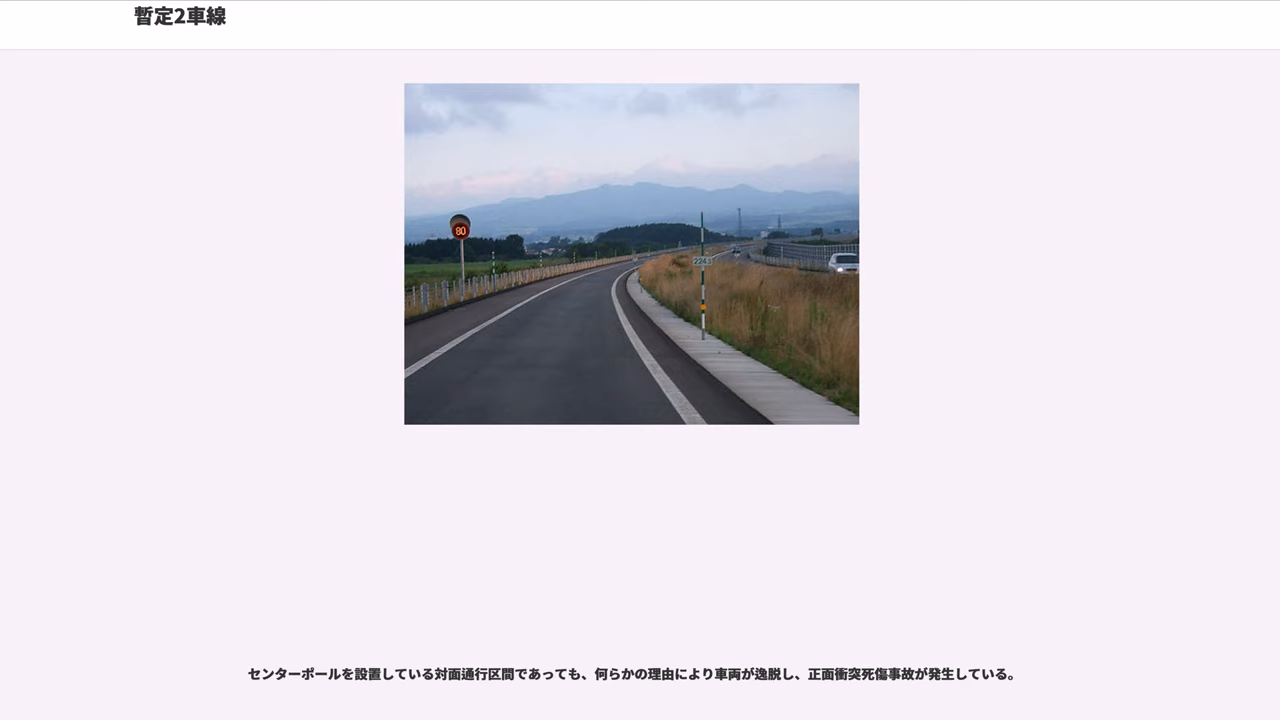 暫定2車線
80
224.5
センターポールを設置している対面通行区間であっても、何らかの理由により車両が逸脱し、正面衝突死傷事故が発生している。